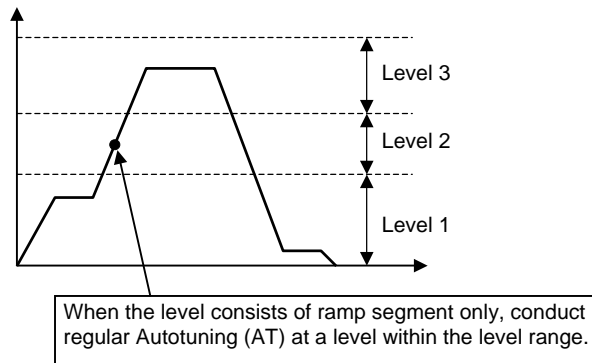 Level 3
Level 2
Level 1
When the level consists of ramp segment only, conduct
regular Autotuning (AT) at a level within the level range.